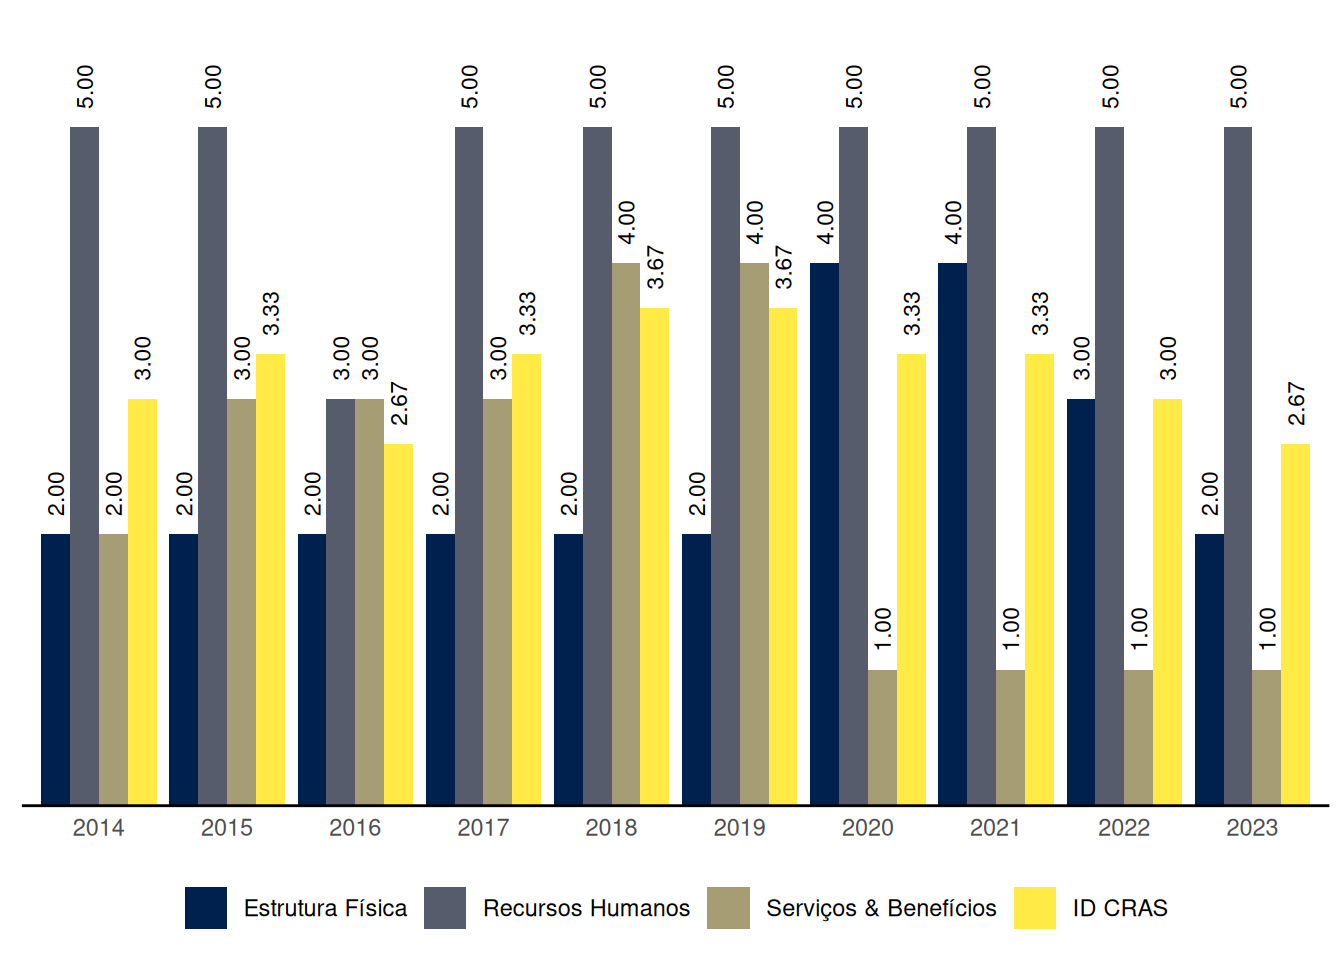 5.00 5.00 5.00 5.00 5.00 5.00 5.00 5.00 5.00
4.00 4.00 4.00 4.00
3.67 3.67
3.33 3.33 3.33 3.33
3.00 3.00 3.00 3.00 3.00 3.00 3.00
2.67 2.67
2.00 2.00 2.00 2.00 2.00 2.00 2.00 2.00
1.00 1.00 1.00 1.00
2014 2015 2016 2017 2018 2019 2020 2021 2022 2023
Estrutura Física Recursos Humanos Serviços & Benefícios ID CRAS